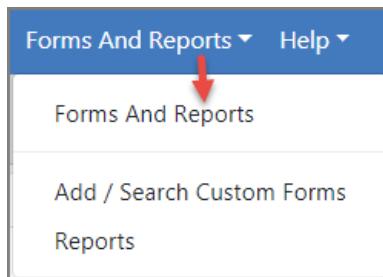 Forms And Reports Help
Forms And Reports
Add / Search Custom Forms
Reports